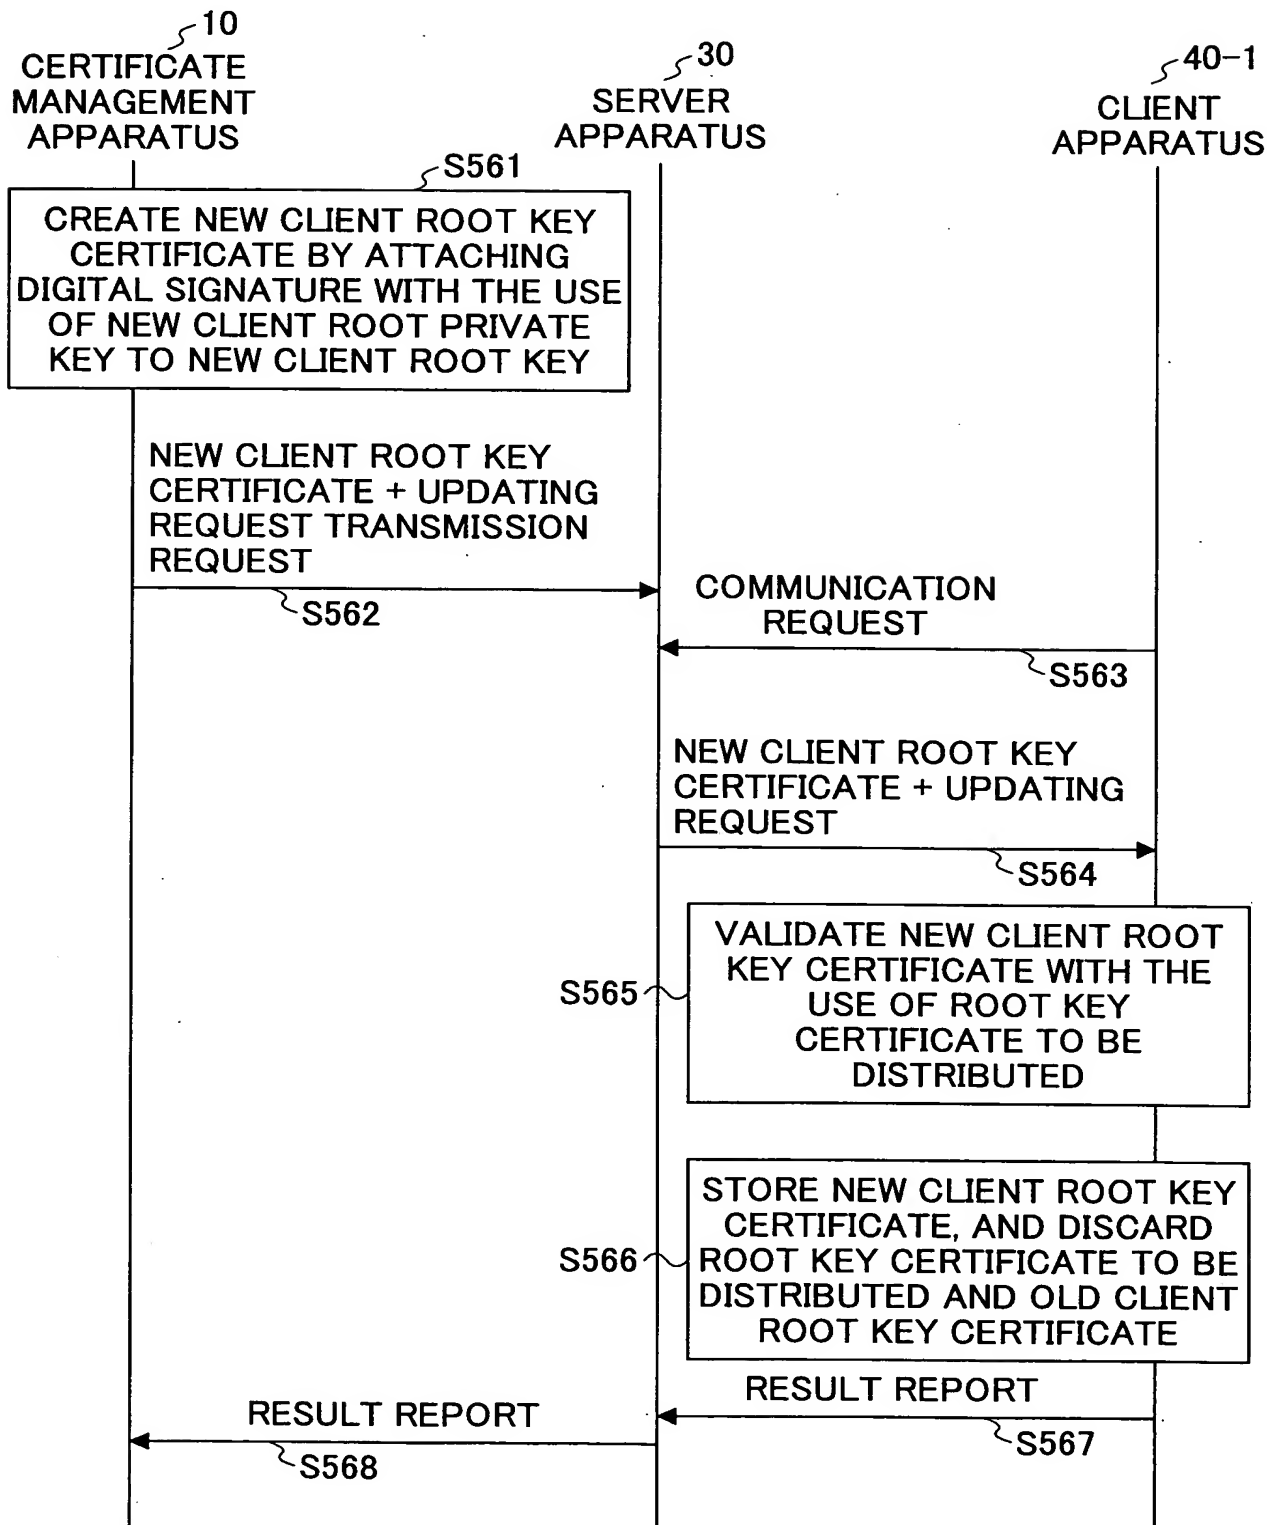 10
CERTIFICATE
MANAGEMENT
APPARATUS
30
SERVER
APPARATUS
40-1
CLIENT
APPARATUS
S561
CREATE NEW CLIENT ROOT KEY
CERTIFICATE BY ATTACHING
DIGITAL SIGNATURE WITH THE USE
OF NEW CLIENT ROOT PRIVATE
KEY TO NEW CLIENT ROOT KEY
NEW CLIENT ROOT KEY
CERTIFICATE + UPDATING
REQUEST TRANSMISSION
REQUEST
S562
COMMUNICATION
REQUEST
S563
NEW CLIENT ROOT KEY
CERTIFICATE + UPDATING
REQUEST
S564
S565
VALIDATE NEW CLIENT ROOT
KEY CERTIFICATE WITH THE
USE OF ROOT KEY
CERTIFICATE TO BE
DISTRIBUTED
S566
STORE NEW CLIENT ROOT KEY
CERTIFICATE, AND DISCARD
ROOT KEY CERTIFICATE TO BE
DISTRIBUTED AND OLD CLIENT
ROOT KEY CERTIFICATE
RESULT REPORT
S567
RESULT REPORT
S568